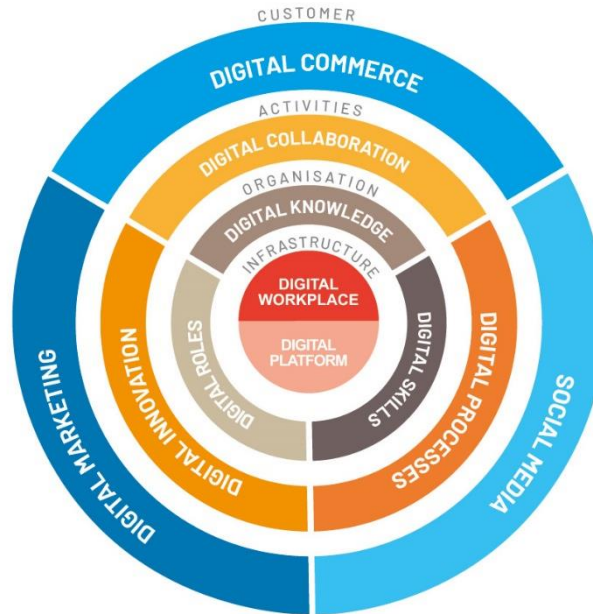 CUSTOMER
DIGITAL COMMERCE
ACTIVITIES
DIGITAL COLLABORATION
ORGANISATION
DIGITAL KNOWLEDGE
INFRASTRUCTURE
DIGITAL
WORKPLACE
DIGITAL
PLATFORM
DIGITAL ROLES
DIGITAL SKILLS
DIGITAL INNOVATION
DIGITAL PROCESSES
DIGITAL MARKETING
SOCIAL MEDIA